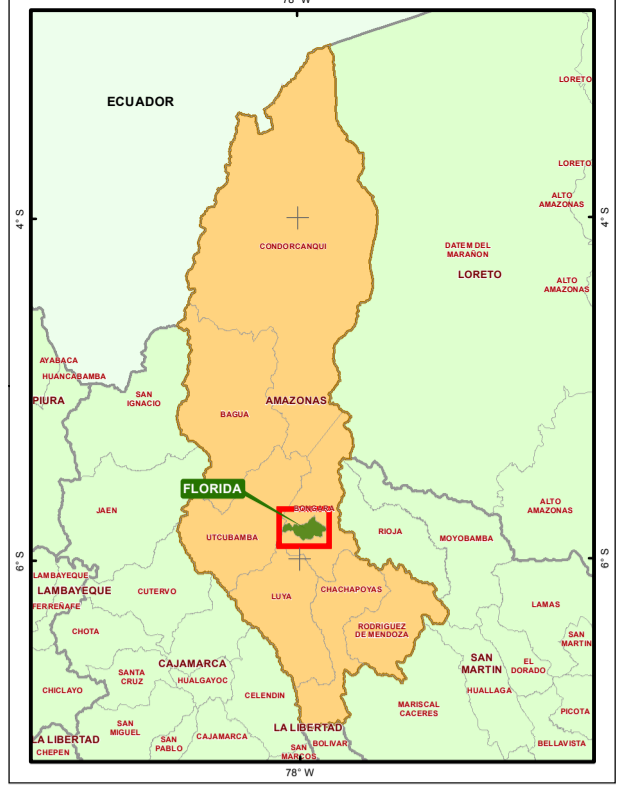 78° W
ECUADOR
LORETO
LORETO
ALTO
AMAZONAS
4° S
4° S
CONDORCANQUI
DATEM DEL
MARAÑON
LORETO
ALTO
AMAZONAS
AYABACA
HUANCABAMBA
PIURA
SAN
IGNACIO
AMAZONAS
BAGUA
FLORIDA
JAEN
BONGARA
ALTO
AMAZONAS
UTCUBAMBA
RIOJA
MOYOBAMBA
6° S
6° S
LAMBAYEQUE
LAMBAYEQUE
FERREÑAFE
CUTERVO
LUYA
CHACHAPOYAS
LAMAS
CHOTA
RODRIGUEZ
DE MENDOZA
SAN
MARTIN
CAJAMARCA
SAN
MARTIN
EL
DORADO
SANTA
CRUZ
HUALGAYOC
CHICLAYO
CELENDIN
HUALLAGA
MARISCAL
CACERES
PICOTA
SAN
MIGUEL
LA LIBERTAD
LA LIBERTAD
CHEPEN
SAN
PABLO
CAJAMARCA
SAN
MARCOS
BOLIVAR
BELLAVISTA
78° W